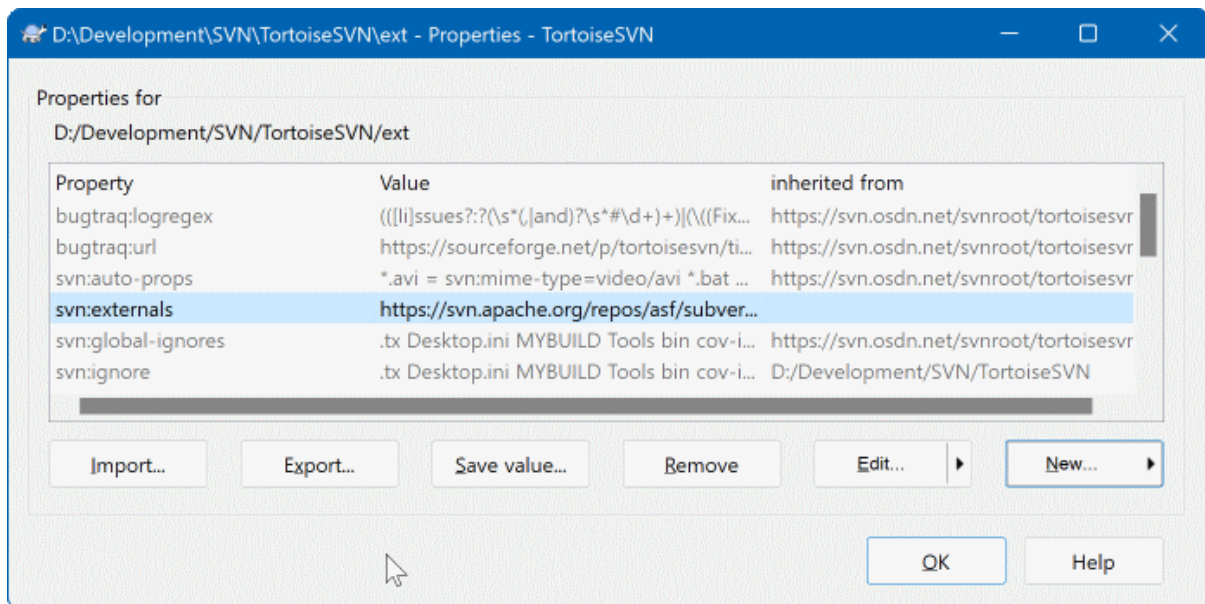 D:\Development\SVN\TortoiseSVN\ext - Properties - TortoiseSVN
Properties for
D:/Development/SVN/TortoiseSVN/ext
Property Value inherited from
bugtraq:logregex (([Ii]ssues?:?(\s*(,|and)?\s*#\d+)+)|(\((Fix... https://svn.osdn.net/svnroot/tortoisesvr
bugtraq:url https://sourceforge.net/p/tortoisesvn/ti... https://svn.osdn.net/svnroot/tortoisesvr
svn:auto-props *.avi = svn:mime-type=video/avi *.bat ... https://svn.osdn.net/svnroot/tortoisesvr
svn:externals https://svn.apache.org/repos/asf/subver...
svn:global-ignores .tx Desktop.ini MYBUILD Tools bin cov-i... https://svn.osdn.net/svnroot/tortoisesvr
svn:ignore .tx Desktop.ini MYBUILD Tools bin cov-i... D:/Development/SVN/TortoiseSVN
Import... Export... Save value... Remove Edit... New...
OK Help